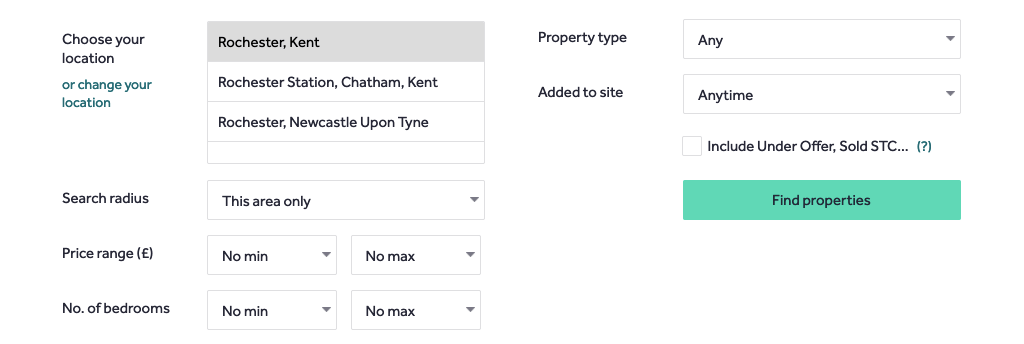 Choose your
location
or change your
location
Rochester, Kent
Rochester Station, Chatham, Kent
Rochester, Newcastle Upon Tyne
Search radius
This area only
Price range (£)
No min
No max
No. of bedrooms
No min
No max
Property type
Any
Added to site
Anytime
Include Under Offer, Sold STC... (?)
Find properties